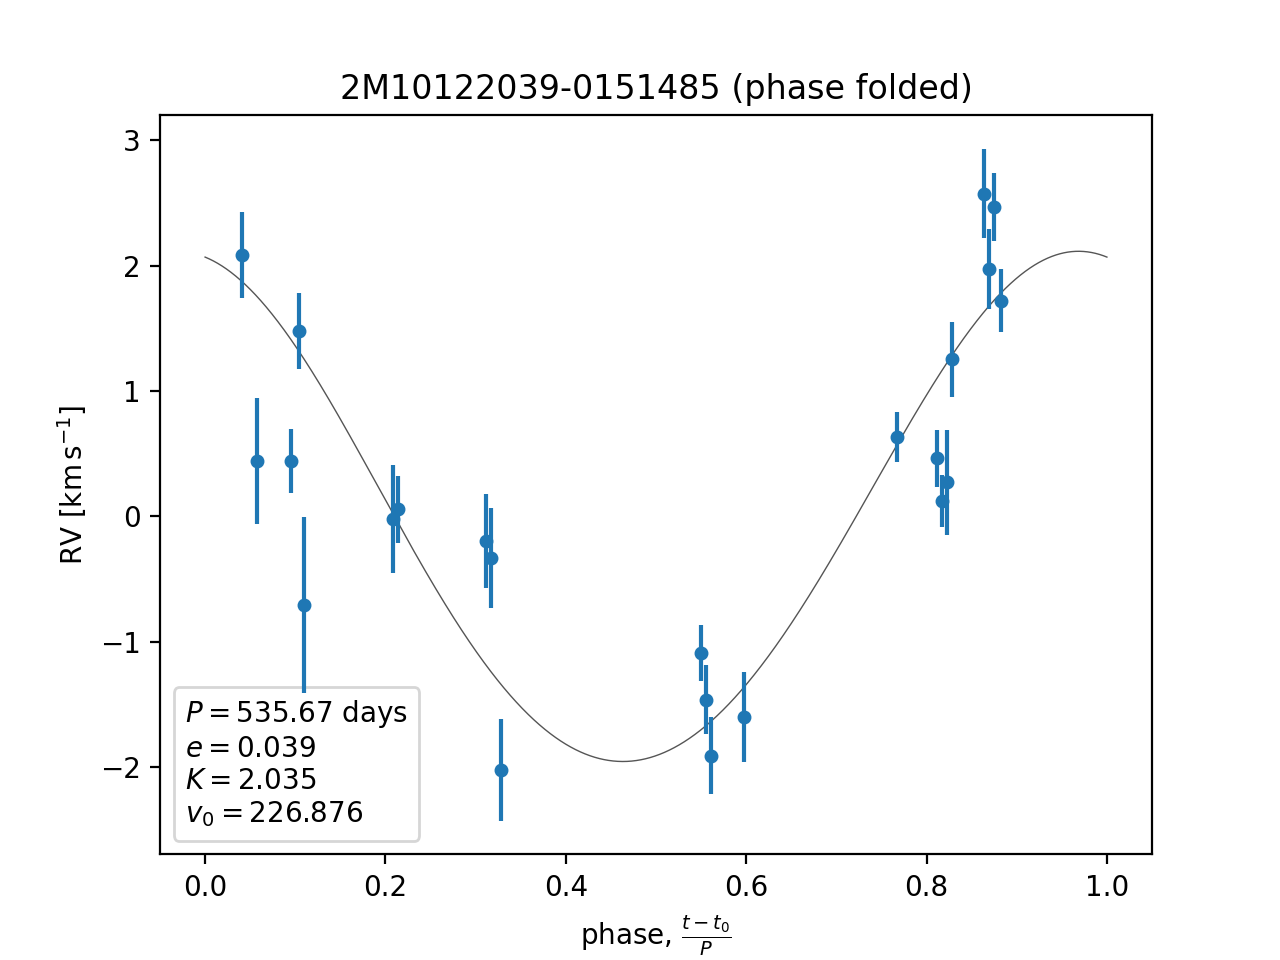 2M10122039-0151485 (phase folded)
3
2
1
0
−1
−2
RV [km s⁻¹]
P = 535.67 days
e = 0.039
K = 2.035
v₀ = 226.876
0.0 0.2 0.4 0.6 0.8 1.0
phase, (t − t₀)/P